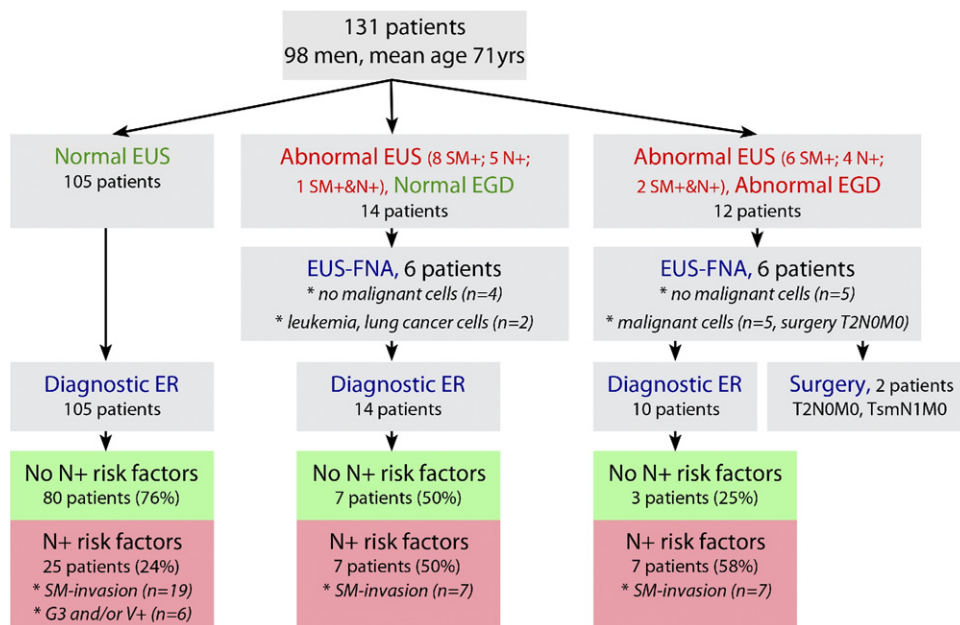 131 patients
98 men, mean age 71yrs
Normal EUS
105 patients
Abnormal EUS (8 SM+; 5 N+;
1 SM+&N+), Normal EGD
14 patients
Abnormal EUS (6 SM+; 4 N+;
2 SM+&N+), Abnormal EGD
12 patients
EUS-FNA, 6 patients
* no malignant cells (n=4)
* leukemia, lung cancer cells (n=2)
EUS-FNA, 6 patients
* no malignant cells (n=5)
* malignant cells (n=5, surgery T2N0M0)
Diagnostic ER
105 patients
Diagnostic ER
14 patients
Diagnostic ER
10 patients
Surgery, 2 patients
T2N0M0, TsmN1M0
No N+ risk factors
80 patients (76%)
No N+ risk factors
7 patients (50%)
No N+ risk factors
3 patients (25%)
N+ risk factors
25 patients (24%)
* SM-invasion (n=19)
* G3 and/or V+ (n=6)
N+ risk factors
7 patients (50%)
* SM-invasion (n=7)
N+ risk factors
7 patients (58%)
* SM-invasion (n=7)